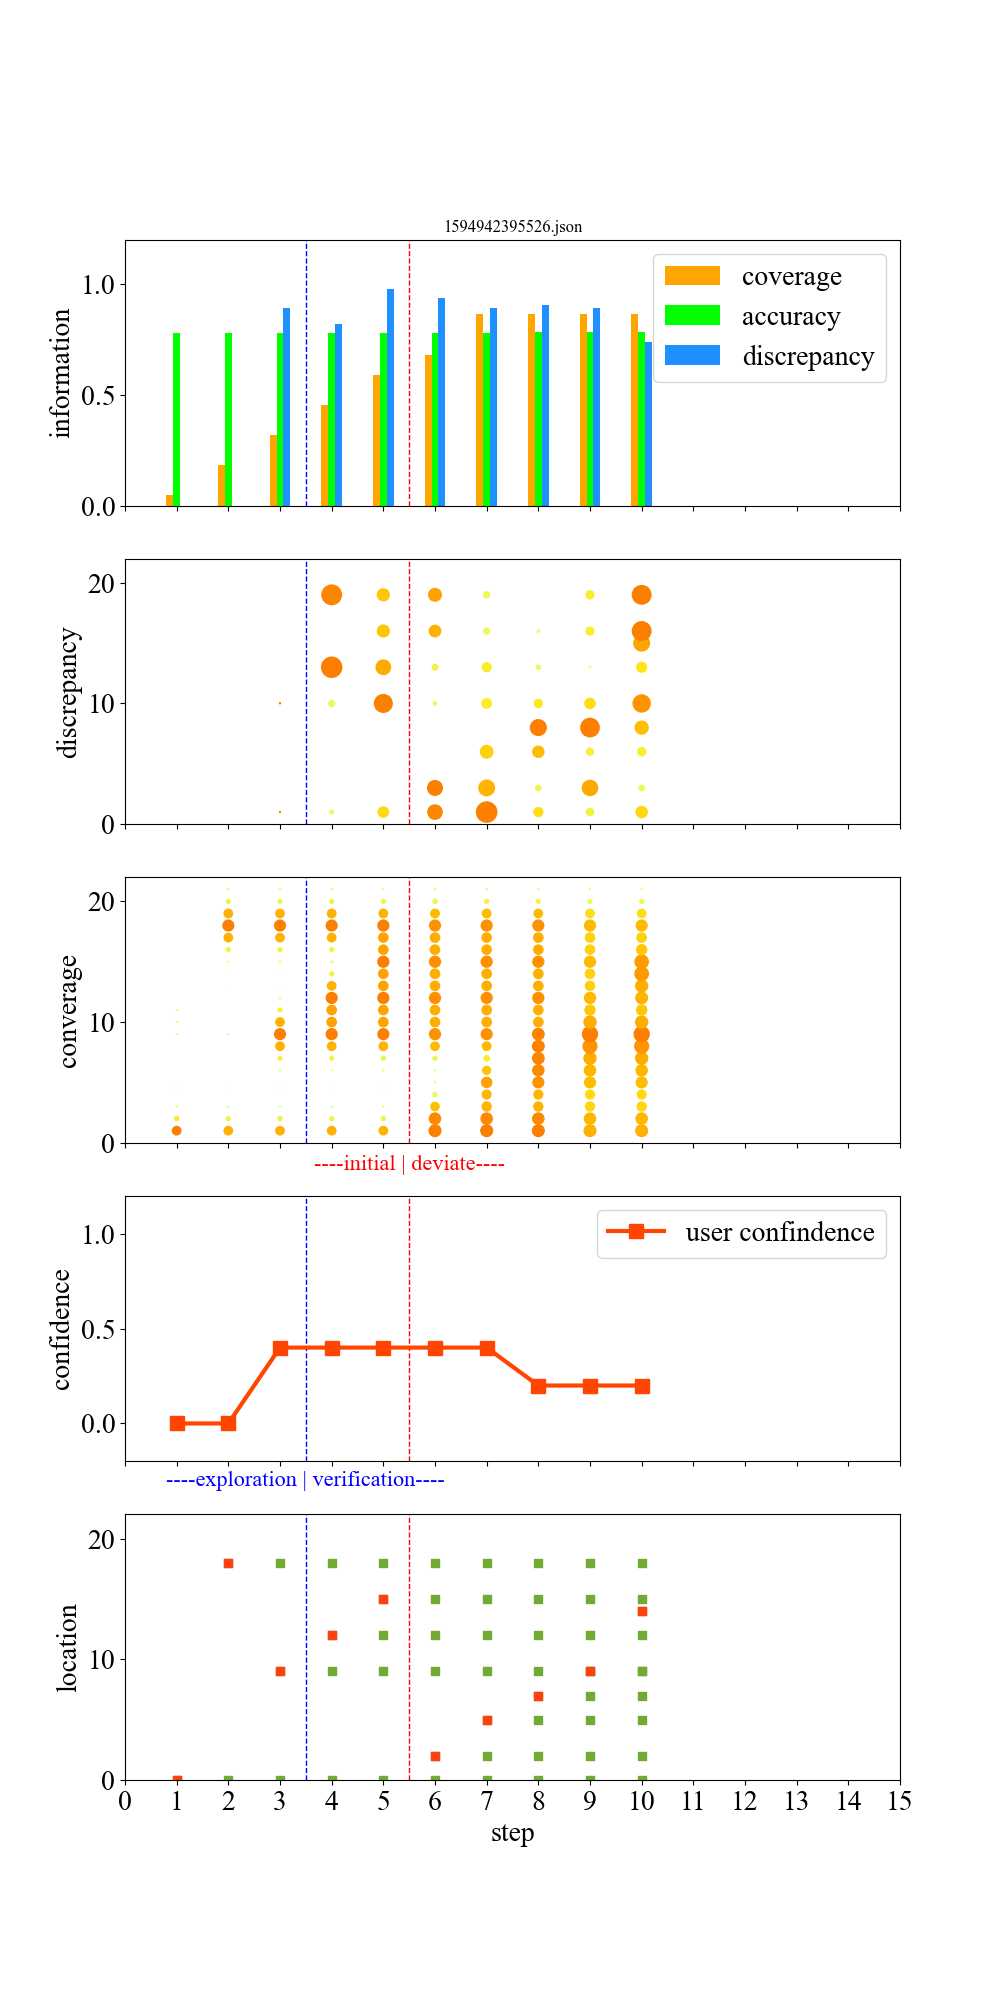 1594942395526.json
1.0
0.5
0.0
information
coverage
accuracy
discrepancy
20
10
0
discrepancy
20
10
0
converage
----initial | deviate----
1.0
0.5
0.0
confidence
user confindence
----exploration | verification----
20
10
0
location
0 1 2 3 4 5 6 7 8 9 10 11 12 13 14 15
step